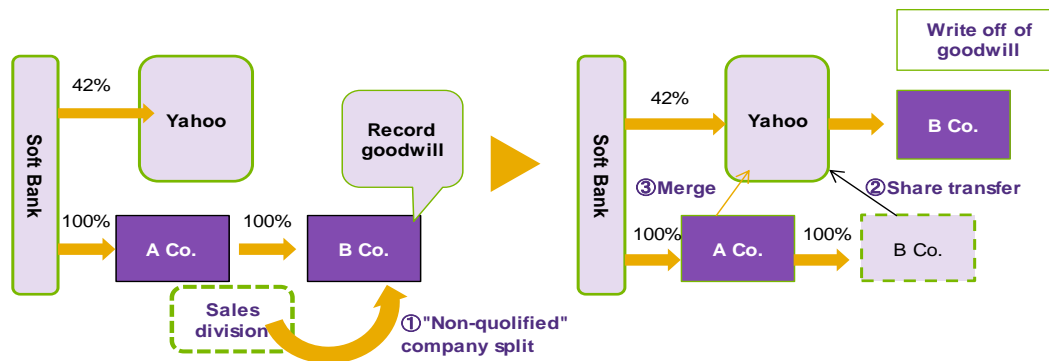 Soft Bank
42%
Yahoo
Record
goodwill
100%
A Co.
100%
B Co.
Sales
division
①"Non-quolified"
company split
Write off of
goodwill
Soft Bank
42%
Yahoo
B Co.
③Merge
②Share transfer
100%
A Co.
100%
B Co.